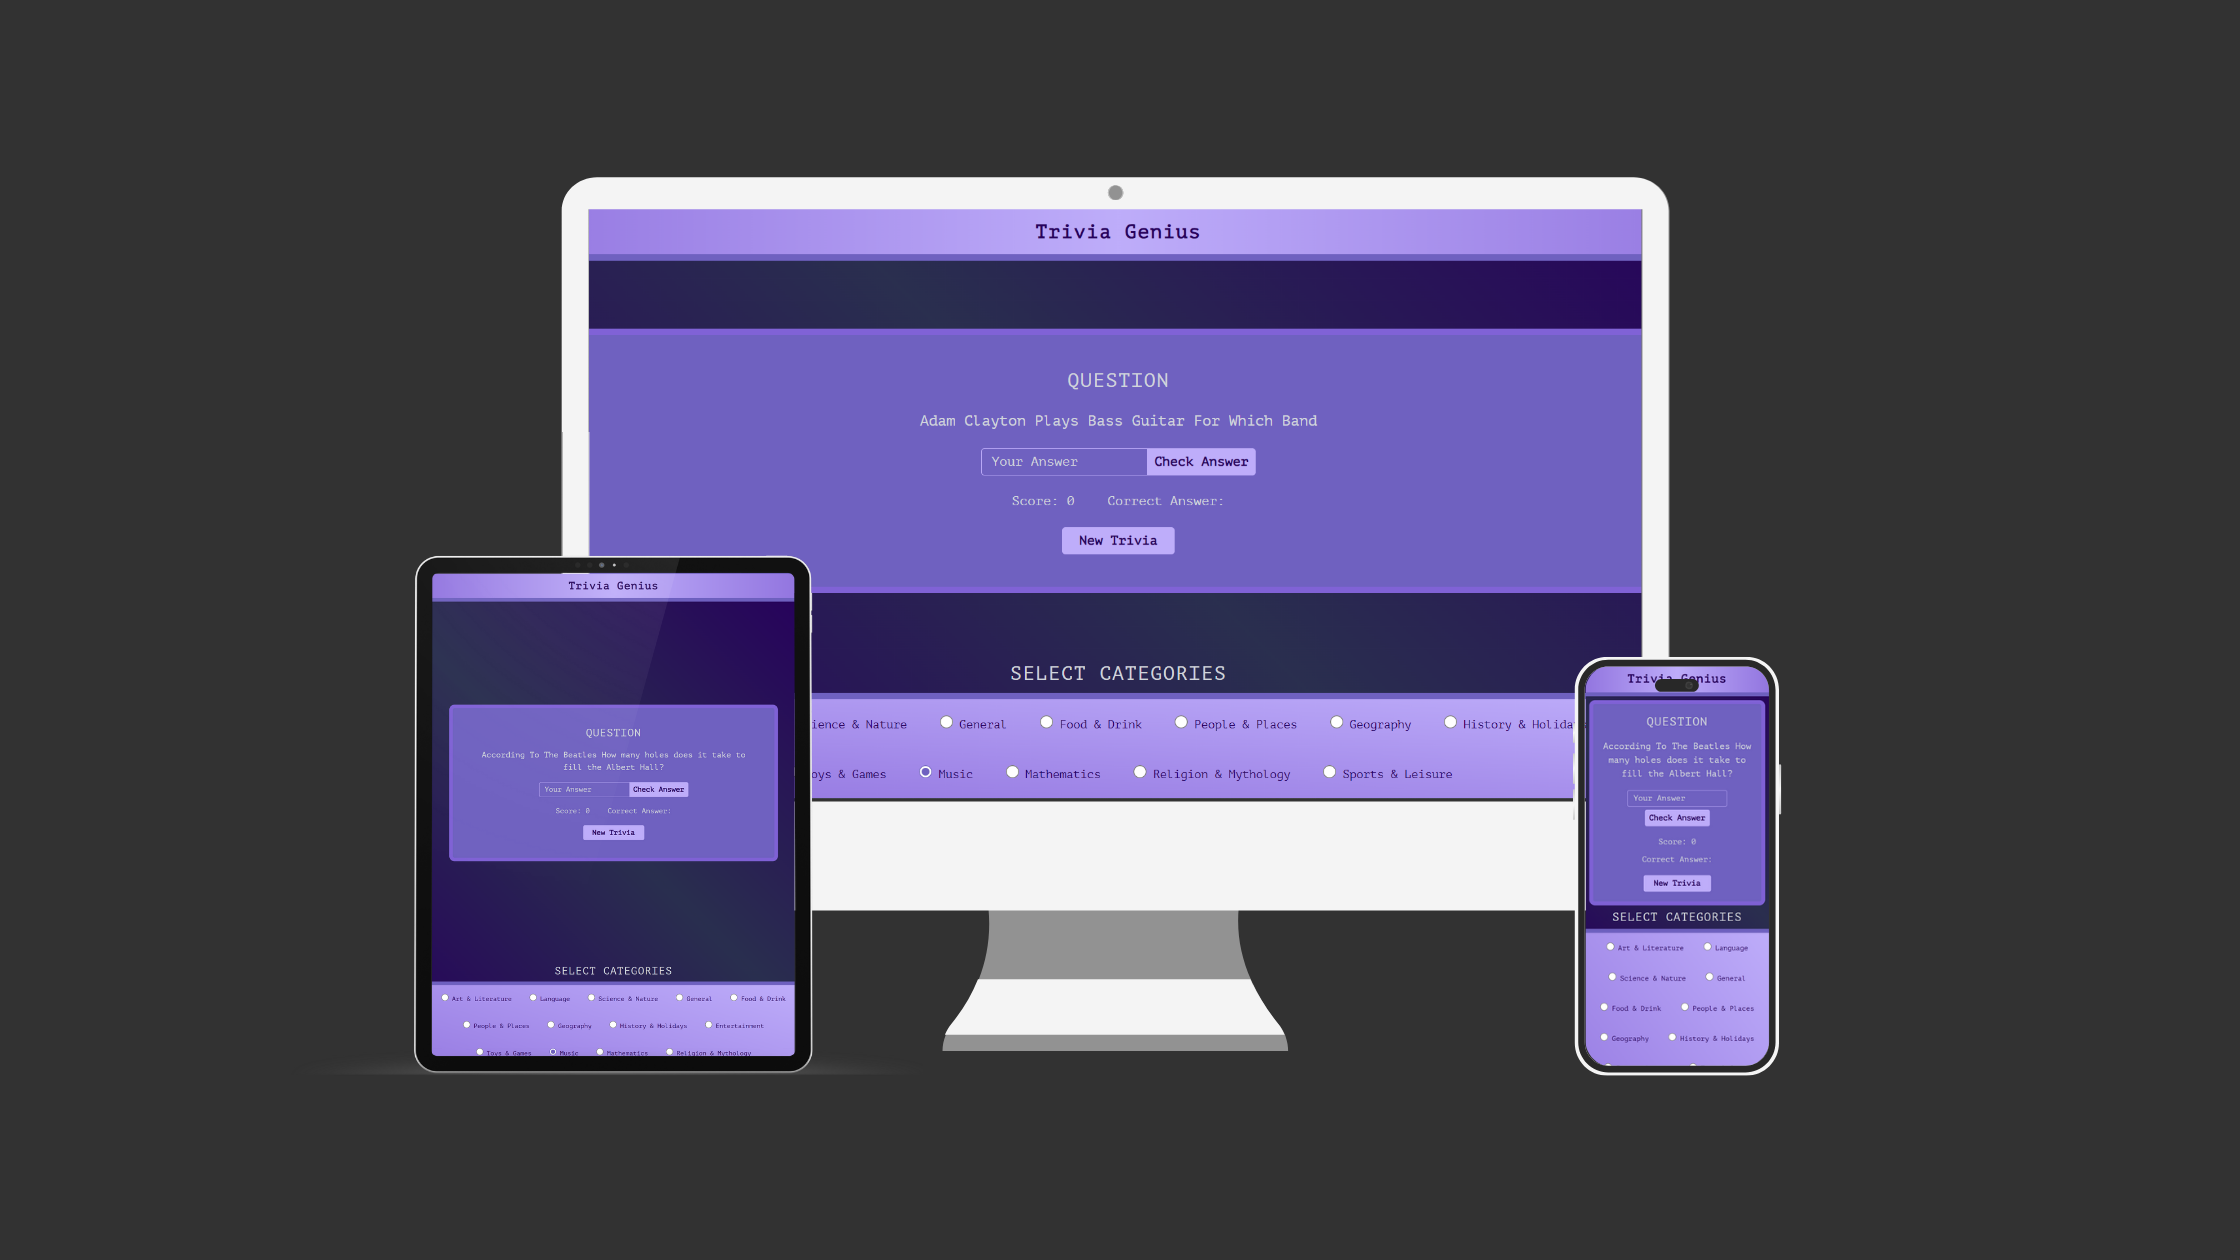 Trivia Genius
QUESTION
Adam Clayton Plays Bass Guitar For Which Band
Your Answer Check Answer
Score: 0 Correct Answer:
New Trivia
SELECT CATEGORIES
ience & Nature General Food & Drink People & Places Geography History & Holida
oys & Games Music Mathematics Religion & Mythology Sports & Leisure
Trivia Genius
QUESTION
According To The Beatles How many holes does it take to
fill the Albert Hall?
Your Answer Check Answer
Score: 0 Correct Answer:
New Trivia
SELECT CATEGORIES
Art & Literature Language Science & Nature General Food & Drink
People & Places Geography History & Holidays Entertainment
Toys & Games Music Mathematics Religion & Mythology
Trivia Genius
QUESTION
According To The Beatles How
many holes does it take to
fill the Albert Hall?
Your Answer
Check Answer
Score: 0
Correct Answer:
New Trivia
SELECT CATEGORIES
Art & Literature Language
Science & Nature General
Food & Drink People & Places
Geography History & Holidays